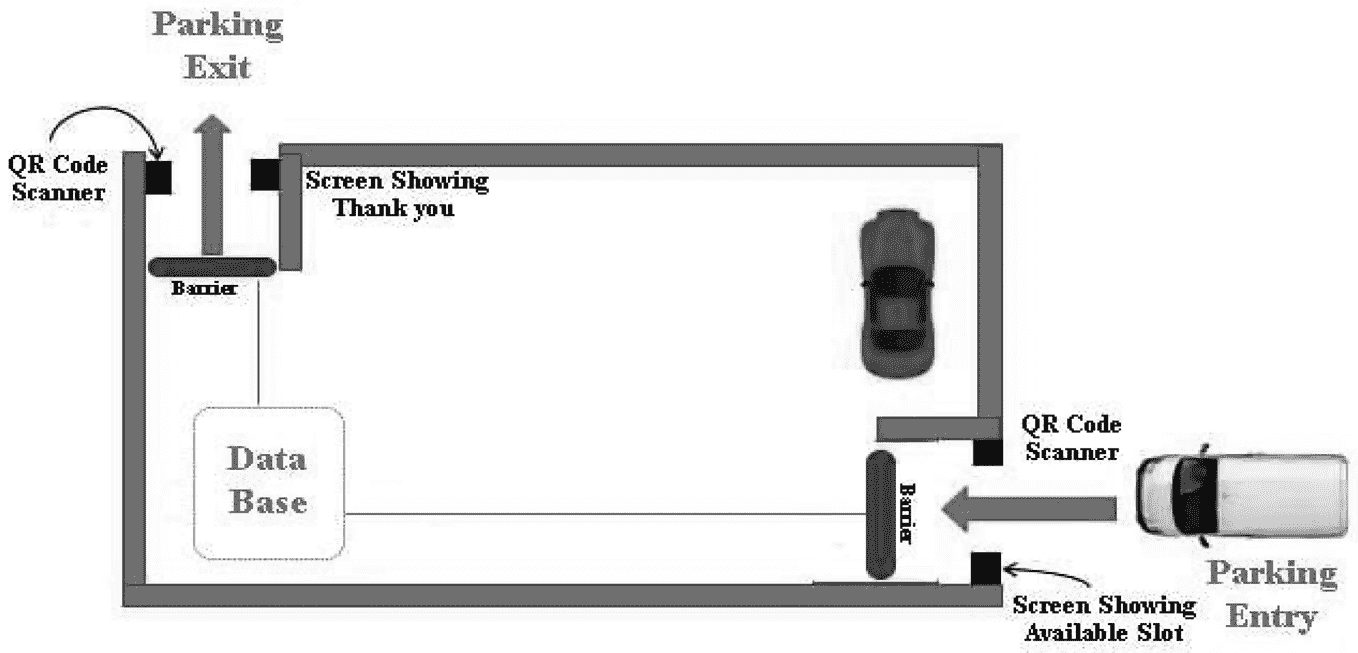 Parking
Exit
QR Code
Scanner
Screen Showing
Thank you
Barrier
Data
Base
QR Code
Scanner
Barrier
Parking
Entry
Screen Showing
Available Slot